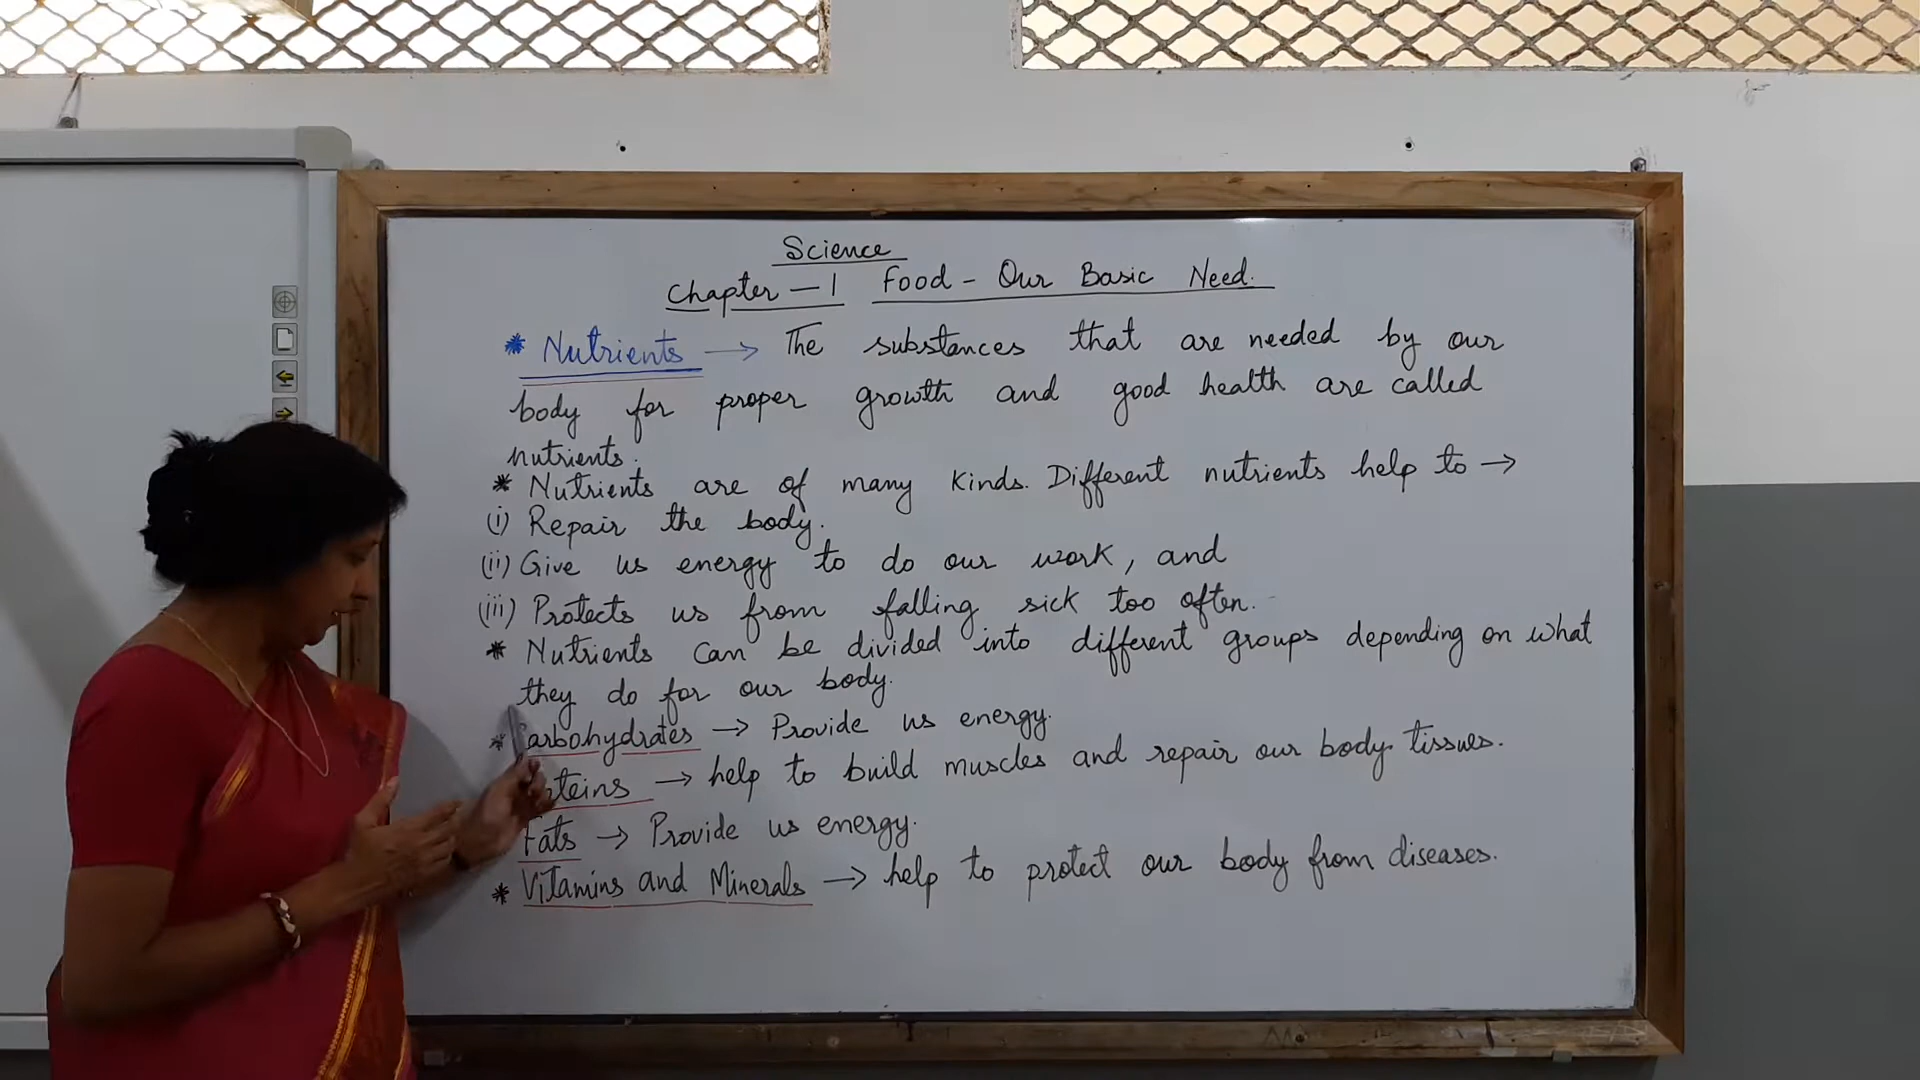 Science
Chapter - 1 Food - Our Basic Need.
* Nutrients → The substances that are needed by our
body for proper growth and good health are called
nutrients.
* Nutrients are of many kinds. Different nutrients help to →
(i) Repair the body.
(ii) Give us energy to do our work, and
(iii) Protects us from falling sick too often.
* Nutrients can be divided into different groups depending on what
they do for our body.
* Carbohydrates → Provide us energy.
→ help to build muscles and repair our body tissues.
Fats → Provide us energy.
* Vitamins and Minerals → help to protect our body from diseases.